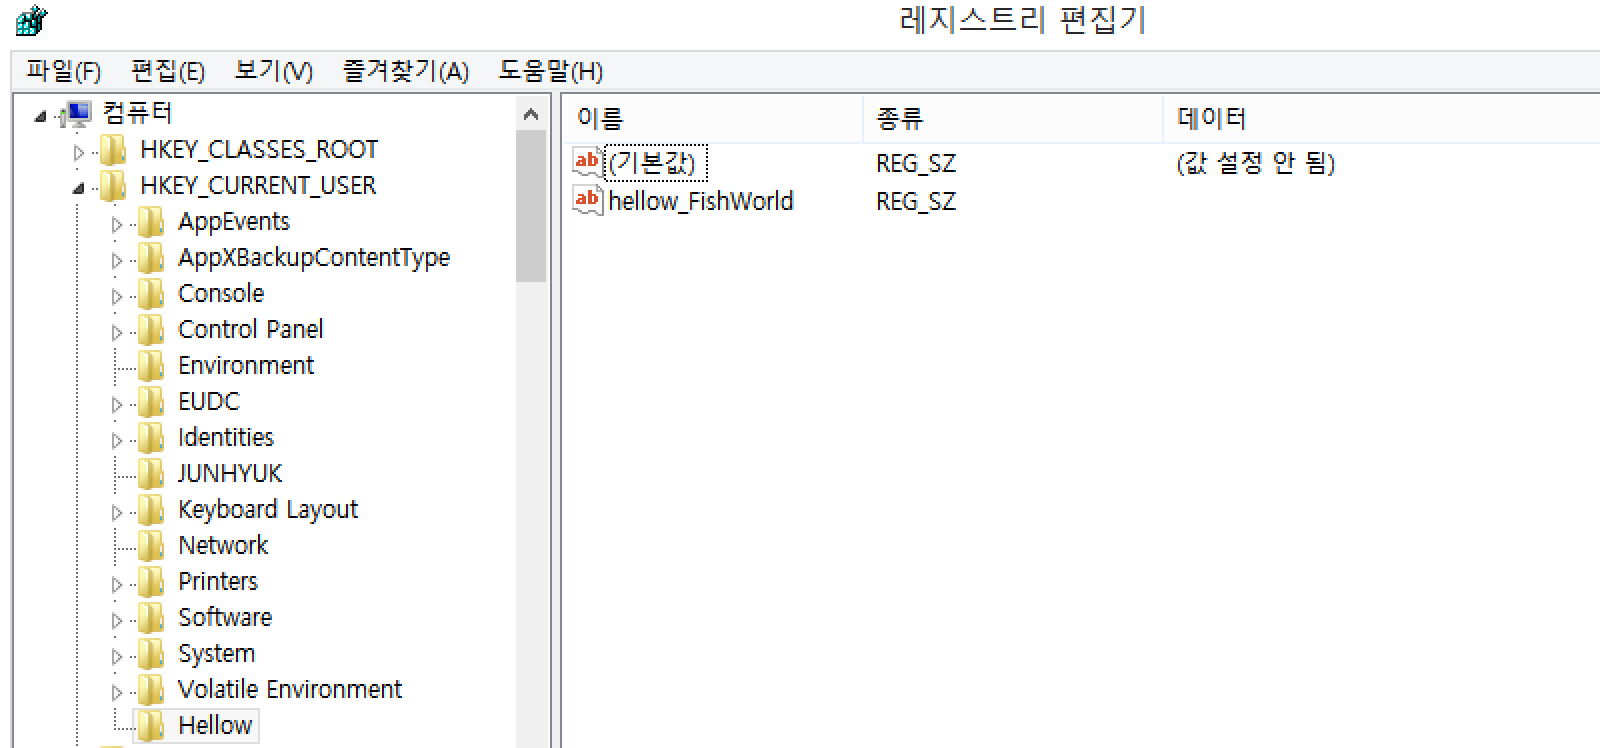 레지스트리 편집기
파일(F) 편집(E) 보기(V) 즐겨찾기(A) 도움말(H)
컴퓨터
HKEY_CLASSES_ROOT
HKEY_CURRENT_USER
AppEvents
AppXBackupContentType
Console
Control Panel
Environment
EUDC
Identities
JUNHYUK
Keyboard Layout
Network
Printers
Software
System
Volatile Environment
Hellow
이름 종류 데이터
ab (기본값) REG_SZ (값 설정 안 됨)
ab hellow_FishWorld REG_SZ